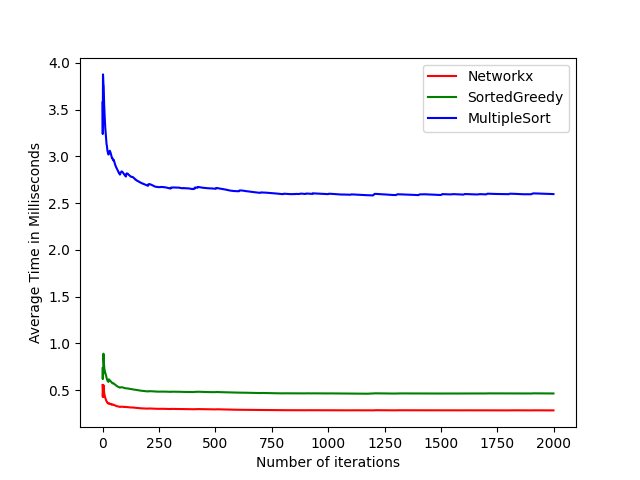 4.0
3.5
3.0
2.5
2.0
1.5
1.0
0.5
Average Time in Milliseconds
Networkx
SortedGreedy
MultipleSort
0 250 500 750 1000 1250 1500 1750 2000
Number of iterations